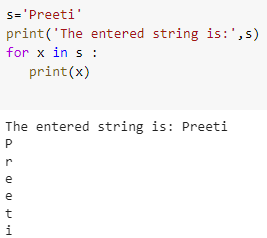 s='Preeti'
print('The entered string is:',s)
for x in s :
    print(x)
The entered string is: Preeti
P
r
e
e
t
i